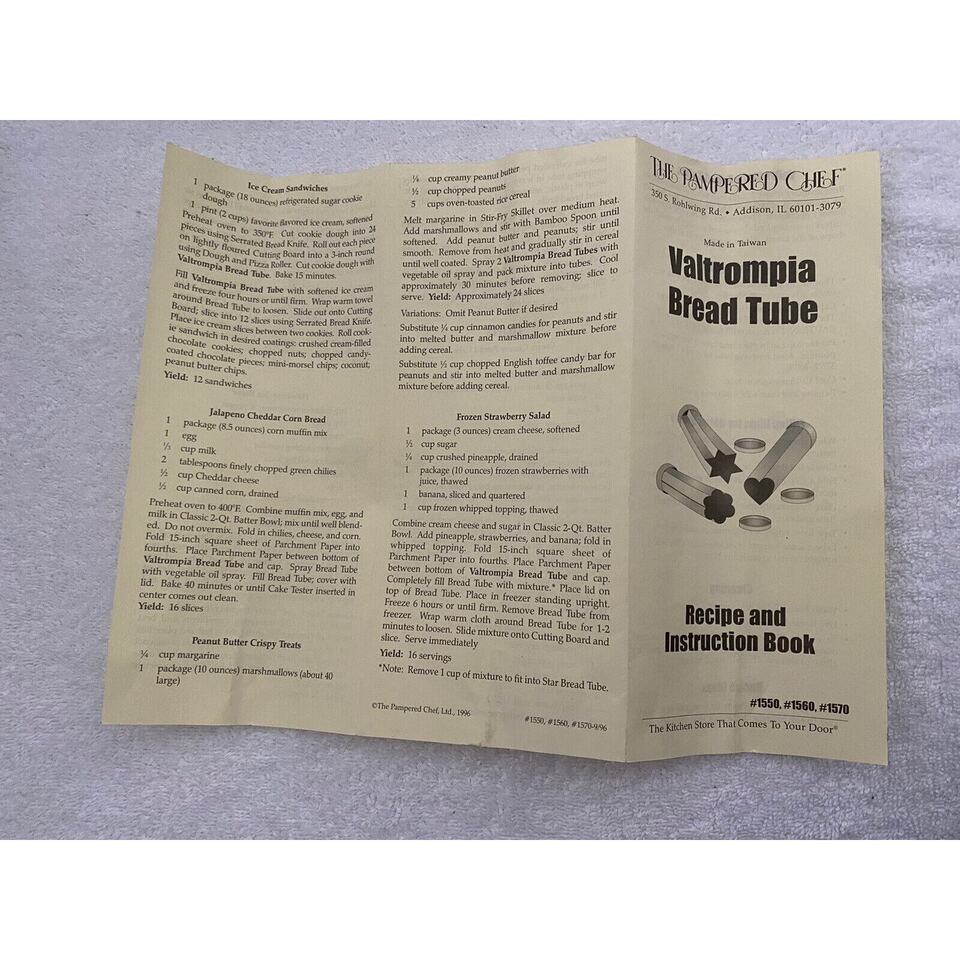 Ice Cream Sandwiches
1 package (18 ounces) refrigerated sugar cookie
dough
1 pint (2 cups) favorite flavored ice cream, softened
Preheat oven to 350°F. Cut cookie dough into 24
pieces using Serrated Bread Knife. Roll out each piece
on lightly floured Cutting Board into a 3-inch round
using Dough and Pizza Roller. Cut cookie dough with
Valtrompia Bread Tube. Bake 15 minutes.
Fill Valtrompia Bread Tube with softened ice cream
and freeze four hours or until firm. Wrap warm towel
around Bread Tube to loosen. Slide out onto Cutting
Board; slice into 12 slices using Serrated Bread Knife.
Place ice cream slices between two cookies. Roll cook-
ie sandwich in desired coatings: crushed cream-filled
chocolate cookies; chopped nuts; chopped candy-
coated chocolate pieces; mini-morsel chips; coconut;
peanut butter chips.
Yield: 12 sandwiches
Jalapeno Cheddar Corn Bread
1 package (8.5 ounces) corn muffin mix
1 egg
⅓ cup milk
2 tablespoons finely chopped green chilies
½ cup Cheddar cheese
½ cup canned corn, drained
Preheat oven to 400°F. Combine muffin mix, egg, and
milk in Classic 2-Qt. Batter Bowl; mix until well blend-
ed. Do not overmix. Fold in chilies, cheese, and corn.
Fold 15-inch square sheet of Parchment Paper into
fourths. Place Parchment Paper between bottom of
Valtrompia Bread Tube and cap. Spray Bread Tube
with vegetable oil spray. Fill Bread Tube; cover with
lid. Bake 40 minutes or until Cake Tester inserted in
center comes out clean.
Yield: 16 slices
Peanut Butter Crispy Treats
¼ cup margarine
1 package (10 ounces) marshmallows (about 40
large)
¼ cup creamy peanut butter
½ cup chopped peanuts
5 cups oven-toasted rice cereal
Melt margarine in Stir-Fry Skillet over medium heat.
Add marshmallows and stir with Bamboo Spoon until
softened. Add peanut butter and peanuts; stir until
smooth. Remove from heat and gradually stir in cereal
until well coated. Spray 2 Valtrompia Bread Tubes with
vegetable oil spray and pack mixture into tubes. Cool
approximately 30 minutes before removing; slice to
serve. Yield: Approximately 24 slices
Variations: Omit Peanut Butter if desired
Substitute ¼ cup cinnamon candies for peanuts and stir
into melted butter and marshmallow mixture before
adding cereal.
Substitute ½ cup chopped English toffee candy bar for
peanuts and stir into melted butter and marshmallow
mixture before adding cereal.
Frozen Strawberry Salad
1 package (3 ounces) cream cheese, softened
½ cup sugar
¼ cup crushed pineapple, drained
1 package (10 ounces) frozen strawberries with
juice, thawed
1 banana, sliced and quartered
1 cup frozen whipped topping, thawed
Combine cream cheese and sugar in Classic 2-Qt. Batter
Bowl. Add pineapple, strawberries, and banana; fold in
whipped topping. Fold 15-inch square sheet of
Parchment Paper into fourths. Place Parchment Paper
between bottom of Valtrompia Bread Tube and cap.
Completely fill Bread Tube with mixture.* Place lid on
top of Bread Tube. Place in freezer standing upright.
Freeze 6 hours or until firm. Remove Bread Tube from
freezer. Wrap warm cloth around Bread Tube for 1-2
minutes to loosen. Slide mixture onto Cutting Board and
slice. Serve immediately
Yield: 16 servings
*Note: Remove 1 cup of mixture to fit into Star Bread Tube.
©The Pampered Chef, Ltd., 1996
#1550, #1560, #1570-9/96
THE PAMPERED CHEF®
350 S. Rohlwing Rd. • Addison, IL 60101-3079
Made in Taiwan
Valtrompia
Bread Tube
Recipe and
Instruction Book
#1550, #1560, #1570
The Kitchen Store That Comes To Your Door®